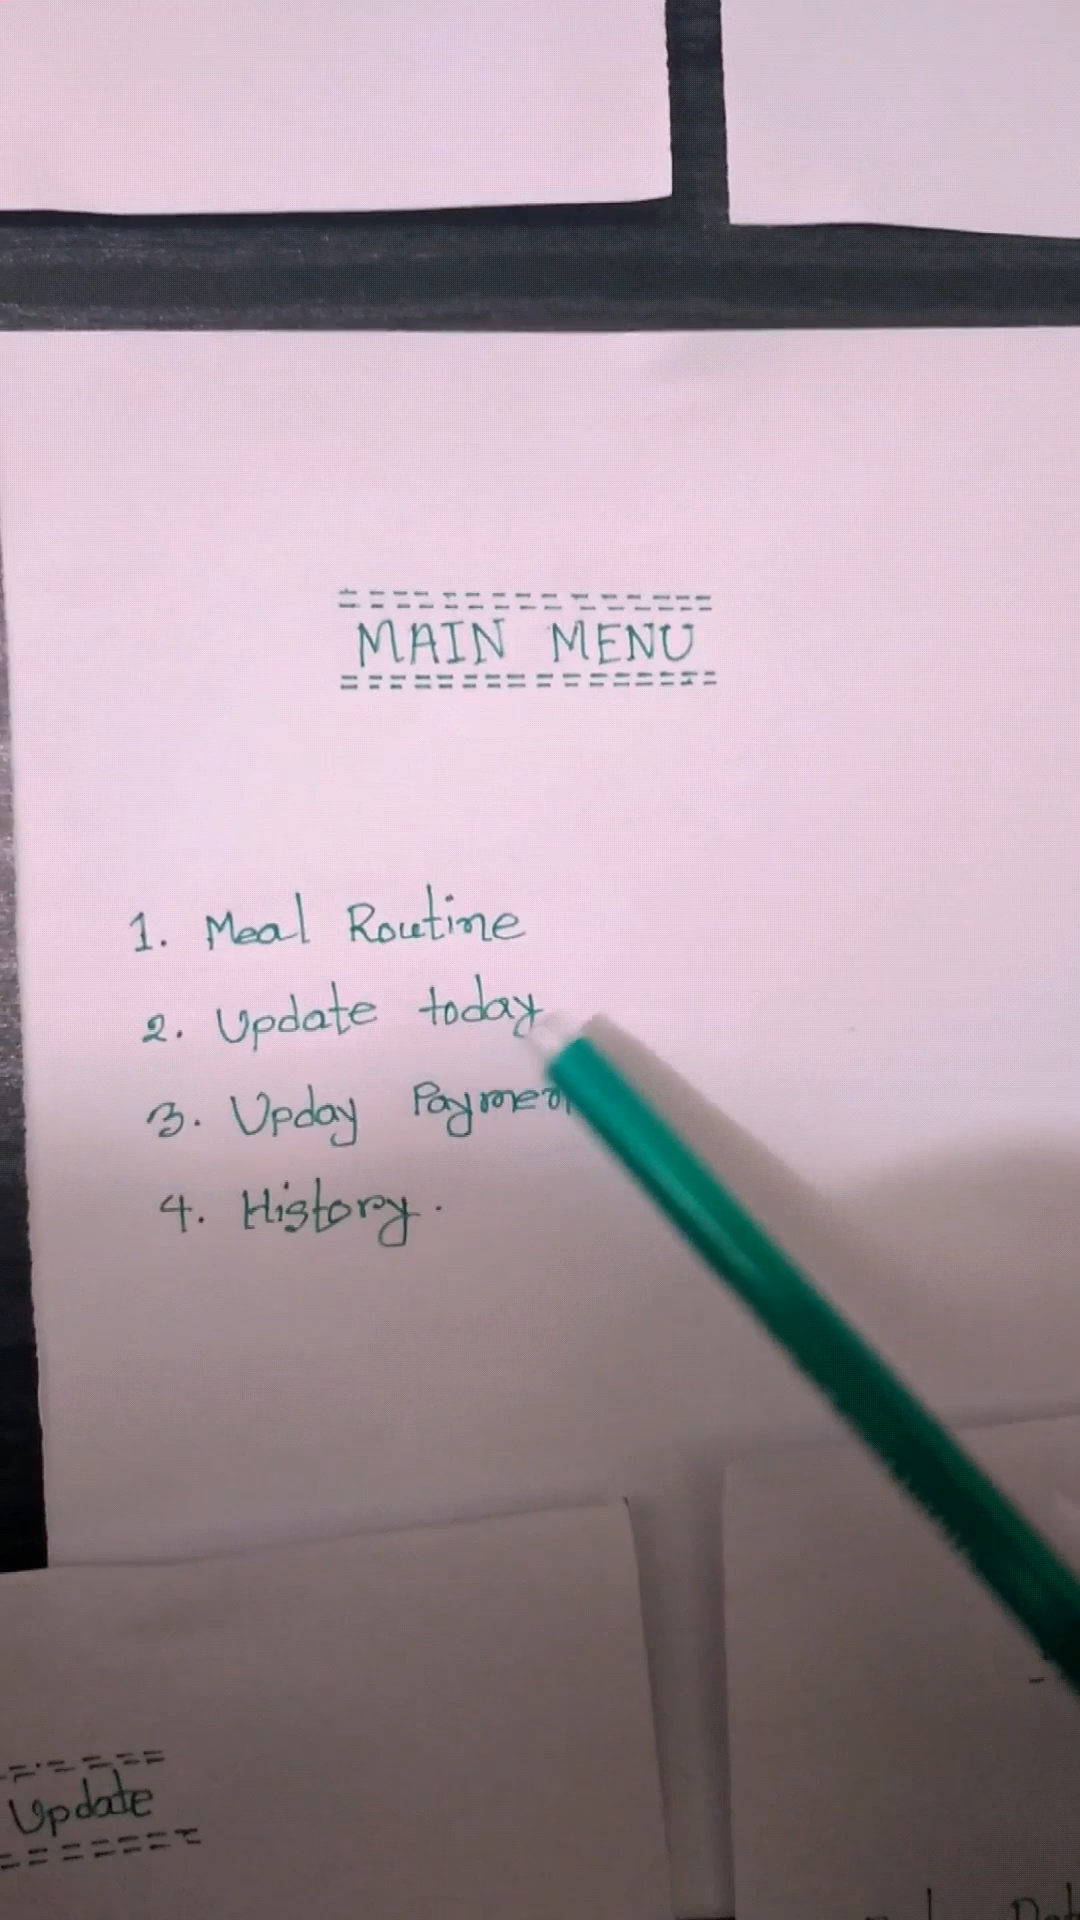 ===============
MAIN MENU
================
1. Meal Routine
2. Update today
3. Upday
4. History.
=======
Update
=======